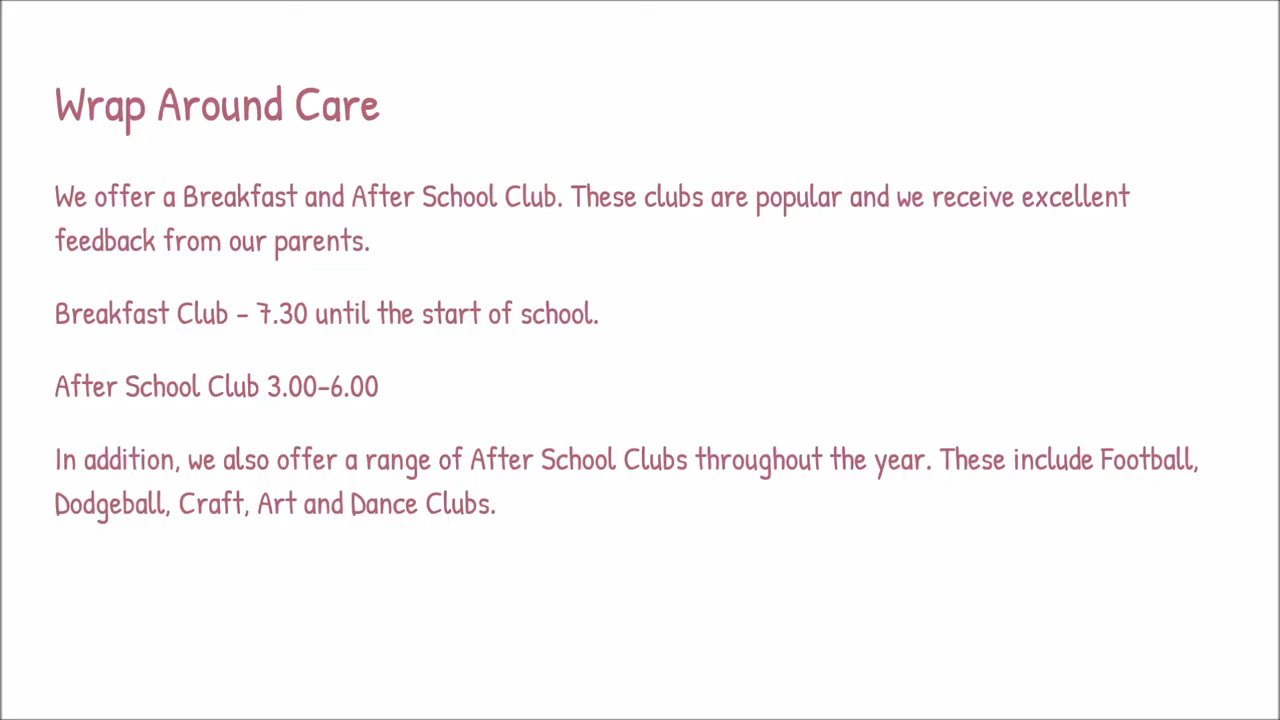 Wrap Around Care
We offer a Breakfast and After School Club. These clubs are popular and we receive excellent
feedback from our parents.
Breakfast Club - 7.30 until the start of school.
After School Club 3.00-6.00
In addition, we also offer a range of After School Clubs throughout the year. These include Football,
Dodgeball, Craft, Art and Dance Clubs.